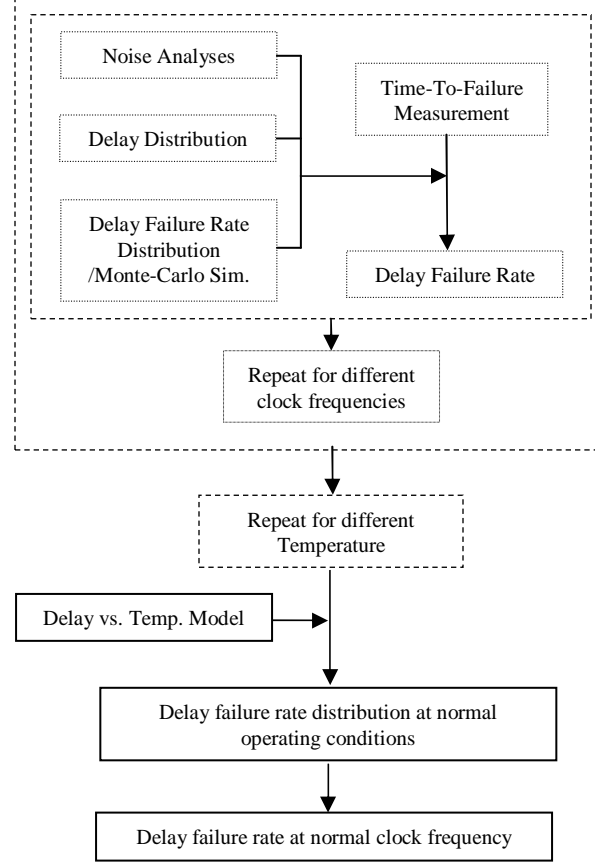 Noise Analyses
Delay Distribution
Delay Failure Rate
Distribution
/Monte-Carlo Sim.
Time-To-Failure
Measurement
Delay Failure Rate
Repeat for different
clock frequencies
Repeat for different
Temperature
Delay vs. Temp. Model
Delay failure rate distribution at normal
operating conditions
Delay failure rate at normal clock frequency